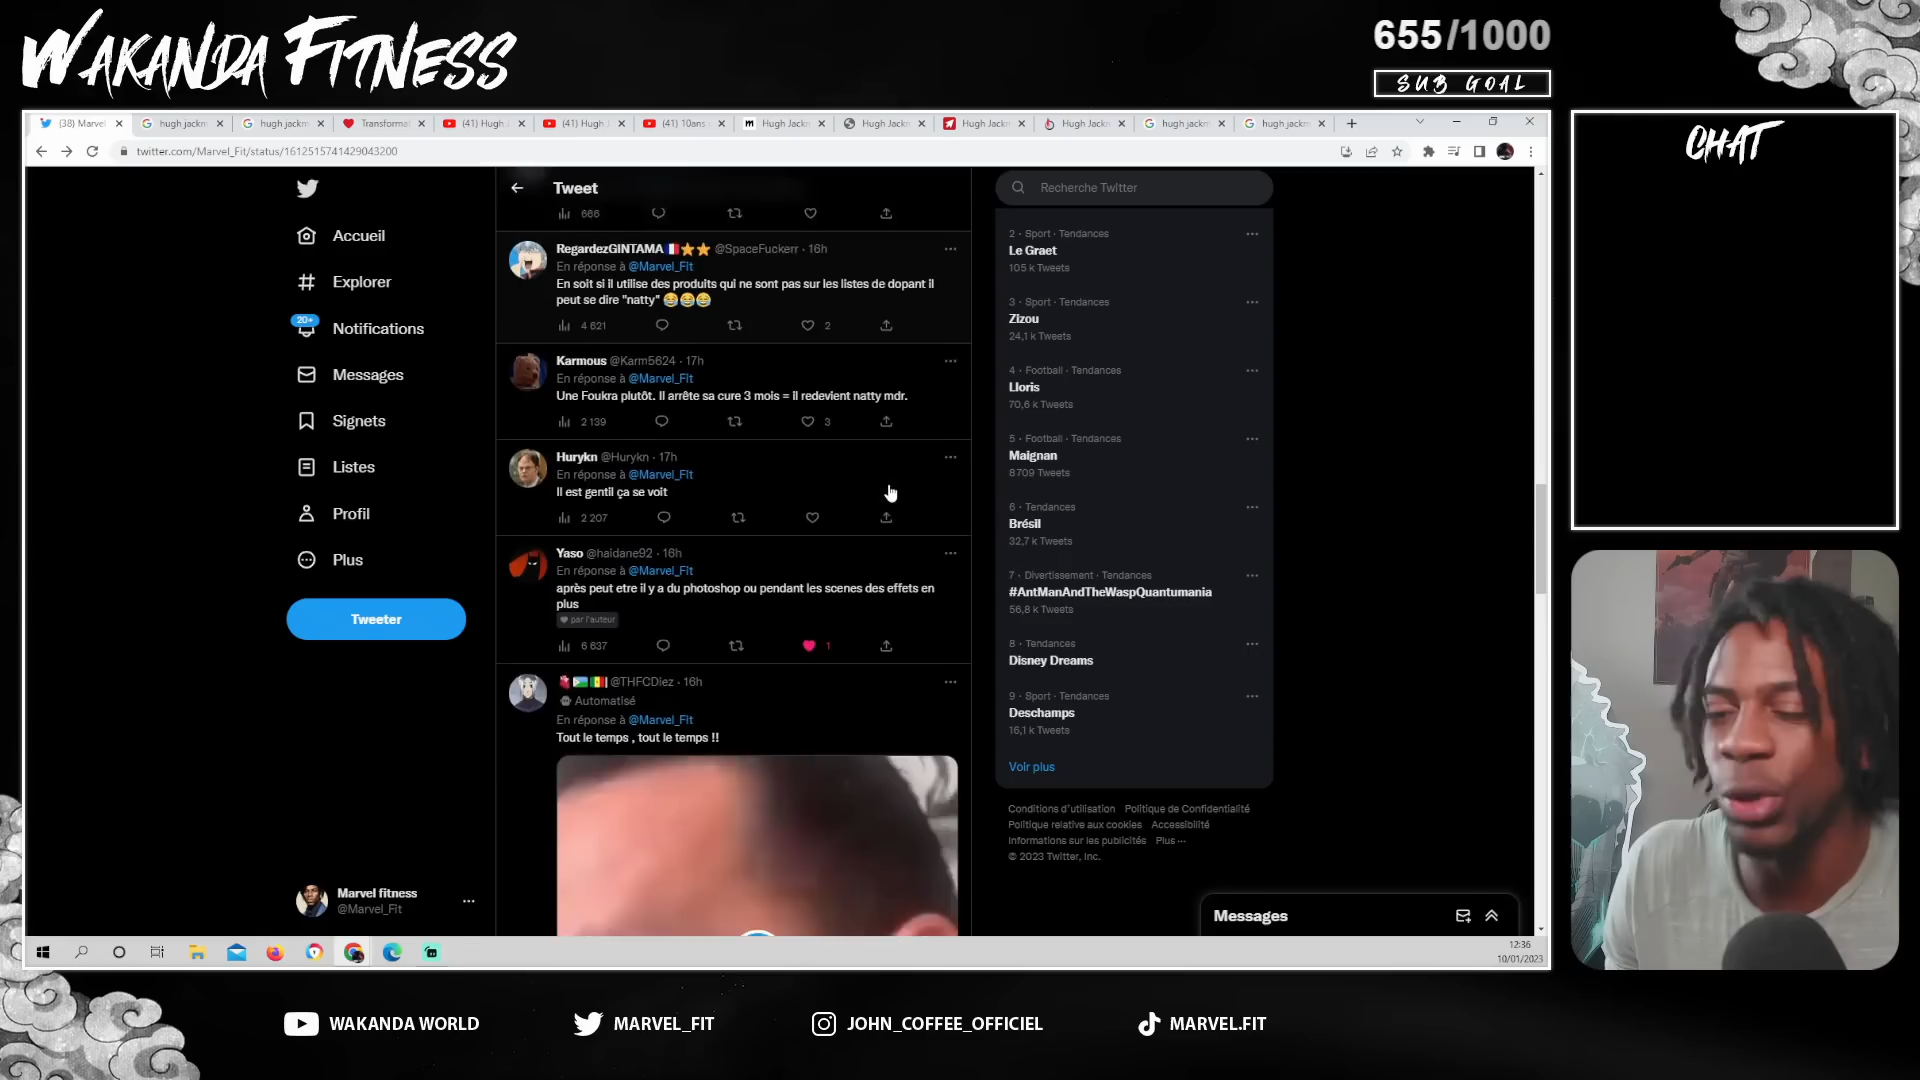 WAKANDA FITNESS
655/1000
SUB GOAL
(38) Marvel
hugh jackm
hugh jackm
Transformat
(41) Hugh J
(41) Hugh J
(41) 10ans
Hugh Jackm
Hugh Jackm
Hugh Jackm
Hugh Jackm
hugh jackm
hugh jackm
twitter.com/Marvel_Fit/status/1612515741429043200
CHAT
Accueil
Explorer
20+
Notifications
Messages
Signets
Listes
Profil
Plus
Tweeter
Marvel fitness
@Marvel_Fit
Tweet
666
RegardezGINTAMA🇫🇷⭐⭐ @SpaceFuckerr · 16h
En réponse à @Marvel_Fit
En soit si il utilise des produits qui ne sont pas sur les listes de dopant il
peut se dire "natty" 😂😂😂
4 621
2
Karmous @Karm5624 · 17h
En réponse à @Marvel_Fit
Une Foukra plutôt. Il arrête sa cure 3 mois = il redevient natty mdr.
2 139
3
Hurykn @Hurykn · 17h
En réponse à @Marvel_Fit
Il est gentil ça se voit
2 207
Yaso @haidane92 · 16h
En réponse à @Marvel_Fit
après peut etre il y a du photoshop ou pendant les scenes des effets en
plus
par l'auteur
6 637
1
@THFCDiez · 16h
Automatisé
En réponse à @Marvel_Fit
Tout le temps , tout le temps !!
Recherche Twitter
2 · Sport · Tendances
Le Graet
105 k Tweets
3 · Sport · Tendances
Zizou
24,1 k Tweets
4 · Football · Tendances
Lloris
70,6 k Tweets
5 · Football · Tendances
Maignan
8 709 Tweets
6 · Tendances
Brésil
32,7 k Tweets
7 · Divertissement · Tendances
#AntManAndTheWaspQuantumania
56,8 k Tweets
8 · Tendances
Disney Dreams
9 · Sport · Tendances
Deschamps
16,1 k Tweets
Voir plus
Conditions d'utilisation Politique de Confidentialité
Politique relative aux cookies Accessibilité
Informations sur les publicités Plus ···
© 2023 Twitter, Inc.
Messages
12:36
10/01/2023
WAKANDA WORLD
MARVEL_FIT
JOHN_COFFEE_OFFICIEL
MARVEL.FIT